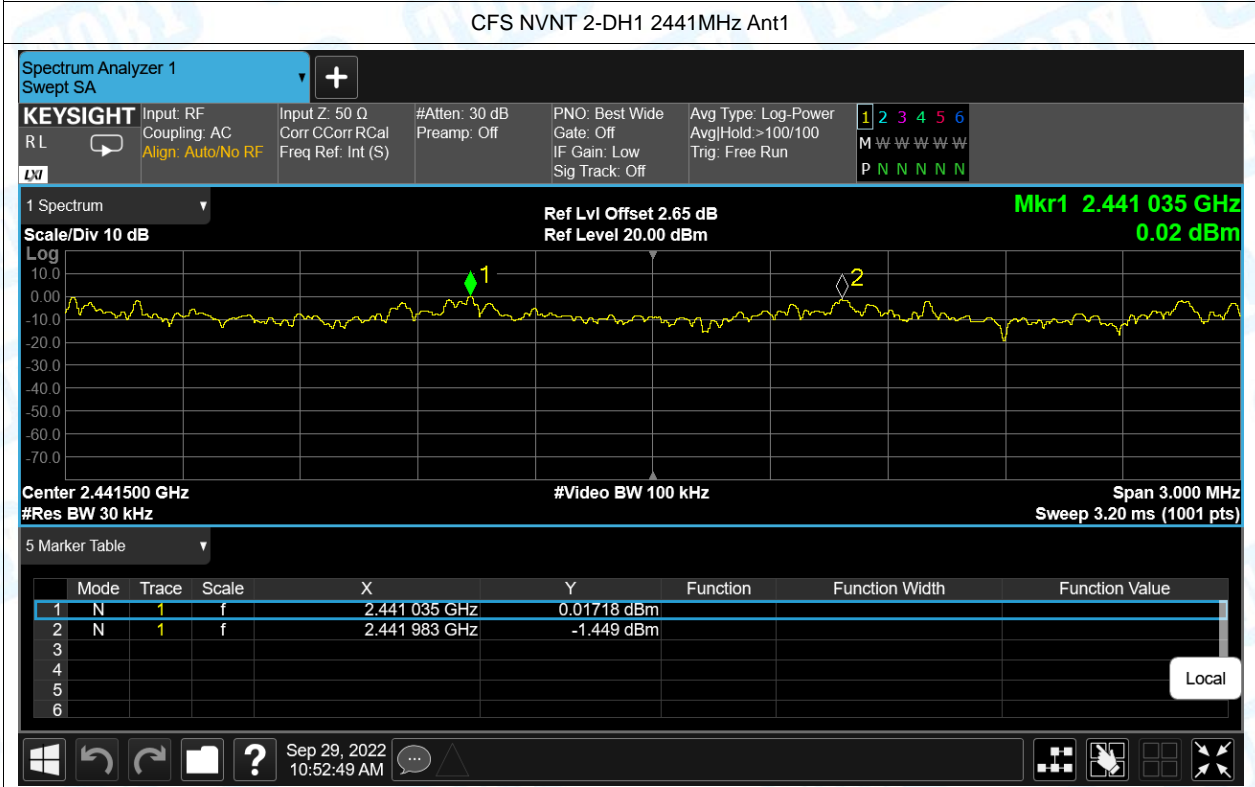 CFS NVNT 2-DH1 2441MHz Ant1
Spectrum Analyzer 1
Swept SA
KEYSIGHT
RL
LXI
Input: RF
Coupling: AC
Align: Auto/No RF
Input Z: 50 Ω
Corr CCorr RCal
Freq Ref: Int (S)
#Atten: 30 dB
Preamp: Off
PNO: Best Wide
Gate: Off
IF Gain: Low
Sig Track: Off
Avg Type: Log-Power
Avg|Hold:>100/100
Trig: Free Run
1 2 3 4 5 6
M W W W W W
P N N N N N
1 Spectrum
Scale/Div 10 dB
Ref Lvl Offset 2.65 dB
Ref Level 20.00 dBm
Mkr1 2.441 035 GHz
0.02 dBm
Log
10.0
0.00
-10.0
-20.0
-30.0
-40.0
-50.0
-60.0
-70.0
1
2
Center 2.441500 GHz
#Video BW 100 kHz
Span 3.000 MHz
#Res BW 30 kHz
Sweep 3.20 ms (1001 pts)
5 Marker Table
Mode Trace Scale X Y Function Function Width Function Value
1 N 1 f 2.441 035 GHz 0.01718 dBm
2 N 1 f 2.441 983 GHz -1.449 dBm
3
4
5
6
Local
?
Sep 29, 2022
10:52:49 AM